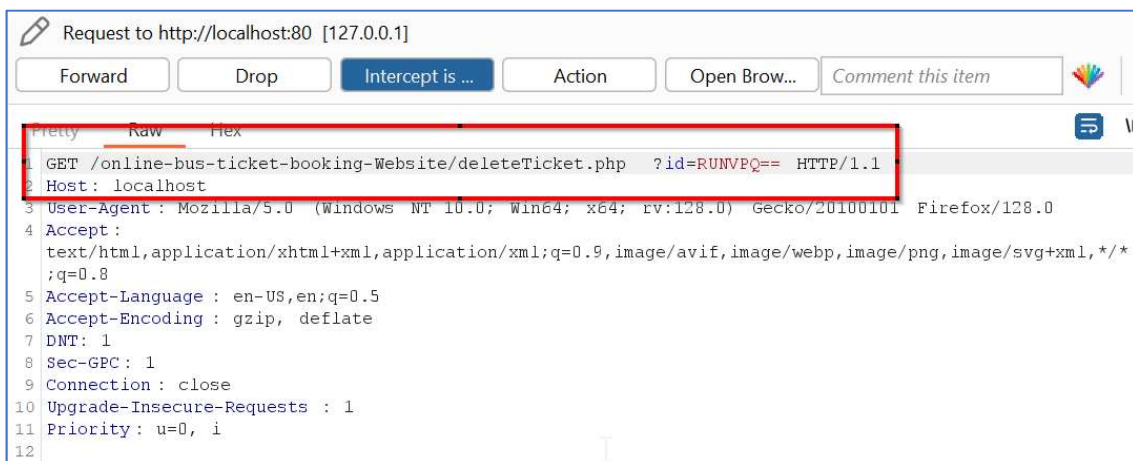 Request to http://localhost:80 [127.0.0.1]
Forward Drop Intercept is ... Action Open Brow... Comment this item
Pretty Raw Hex
1 GET /online-bus-ticket-booking-Website/deleteTicket.php ?id=RUNVPQ== HTTP/1.1
2 Host: localhost
3 User-Agent: Mozilla/5.0 (Windows NT 10.0; Win64; x64; rv:128.0) Gecko/20100101 Firefox/128.0
4 Accept:
text/html,application/xhtml+xml,application/xml;q=0.9,image/avif,image/webp,image/png,image/svg+xml,*/*
;q=0.8
5 Accept-Language : en-US,en;q=0.5
6 Accept-Encoding : gzip, deflate
7 DNT: 1
8 Sec-GPC: 1
9 Connection : close
10 Upgrade-Insecure-Requests : 1
11 Priority: u=0, i
12